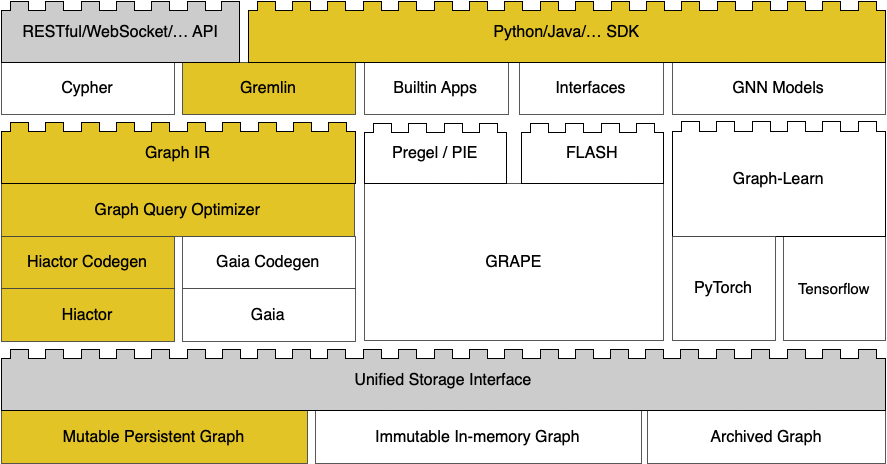 RESTful/WebSocket/... API
Python/Java/... SDK
Cypher
Gremlin
Builtin Apps
Interfaces
GNN Models
Graph IR
Pregel / PIE
FLASH
Graph-Learn
Graph Query Optimizer
Hiactor Codegen
Gaia Codegen
GRAPE
PyTorch
Tensorflow
Hiactor
Gaia
Unified Storage Interface
Mutable Persistent Graph
Immutable In-memory Graph
Archived Graph